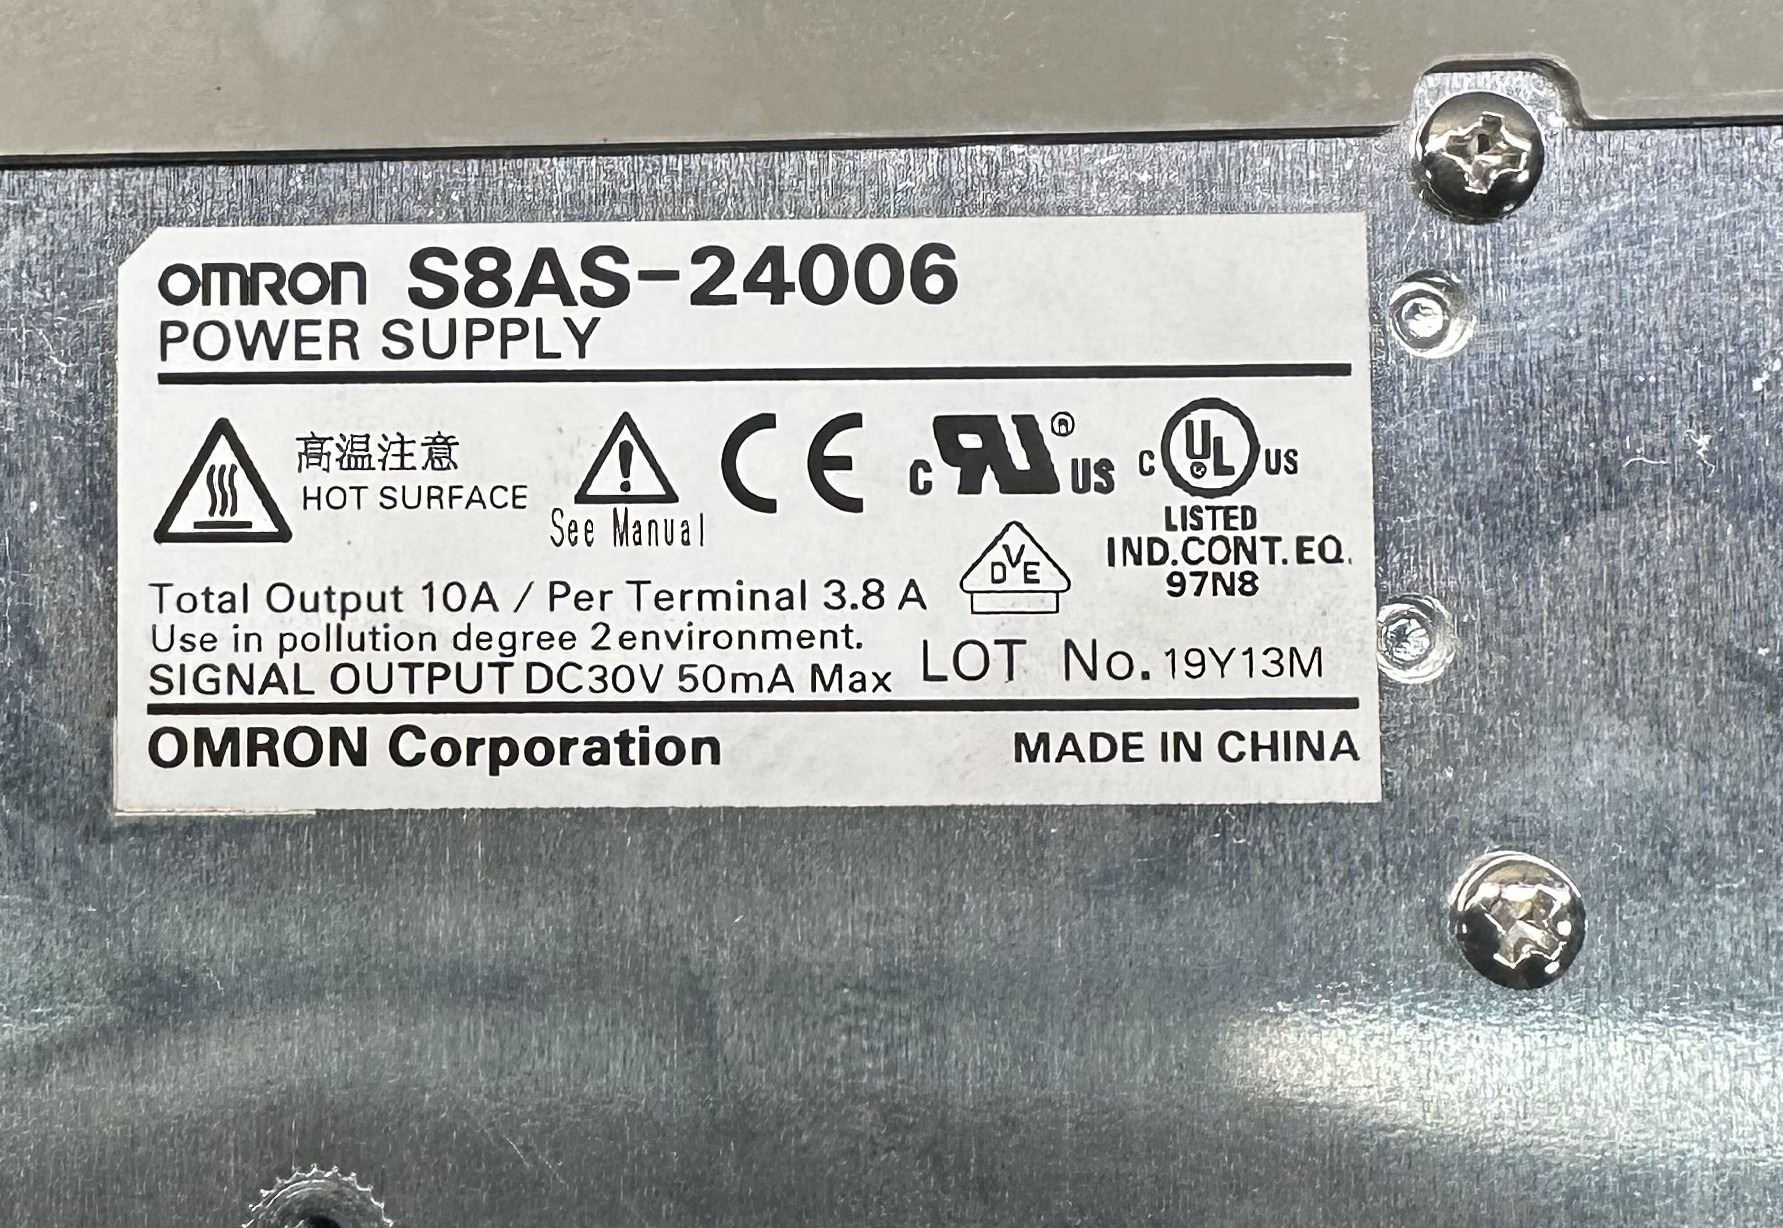 omron S8AS-24006
POWER SUPPLY
高温注意
HOT SURFACE
See Manual
CE
c RU ® US
c UL ® US
LISTED
IND.CONT.EQ.
97N8
DVE
Total Output 10A / Per Terminal 3.8 A
Use in pollution degree 2 environment.
SIGNAL OUTPUT DC30V 50mA Max
LOT No. 19Y13M
OMRON Corporation
MADE IN CHINA